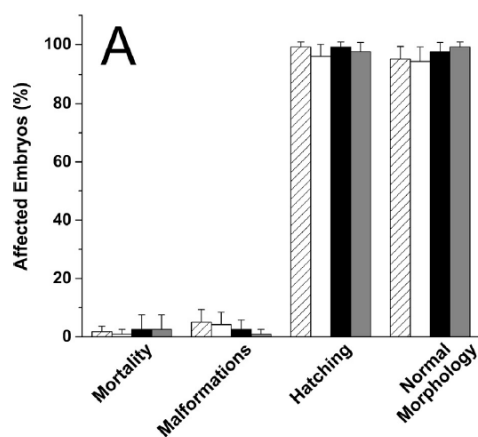 A
Affected Embryos (%)
100
80
60
40
20
0
Mortality
Malformations
Hatching
Normal
Morphology